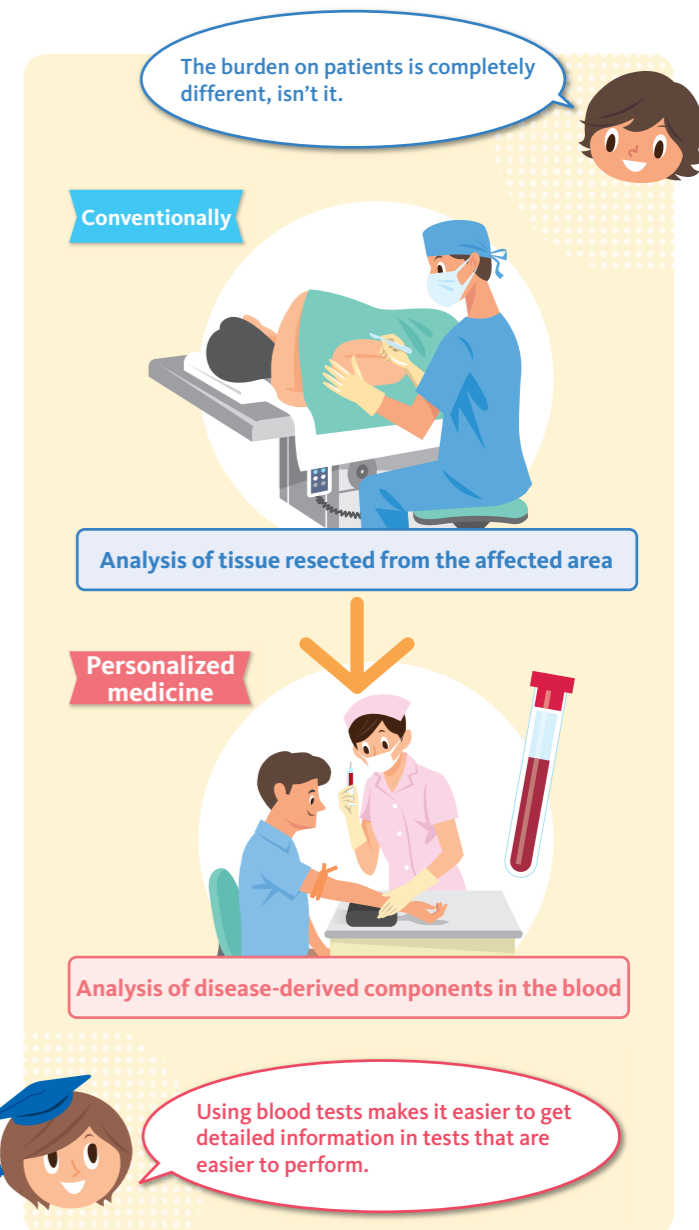 The burden on patients is completely
different, isn't it.
Conventionally
Analysis of tissue resected from the affected area
Personalized
medicine
Analysis of disease-derived components in the blood
Using blood tests makes it easier to get
detailed information in tests that are
easier to perform.